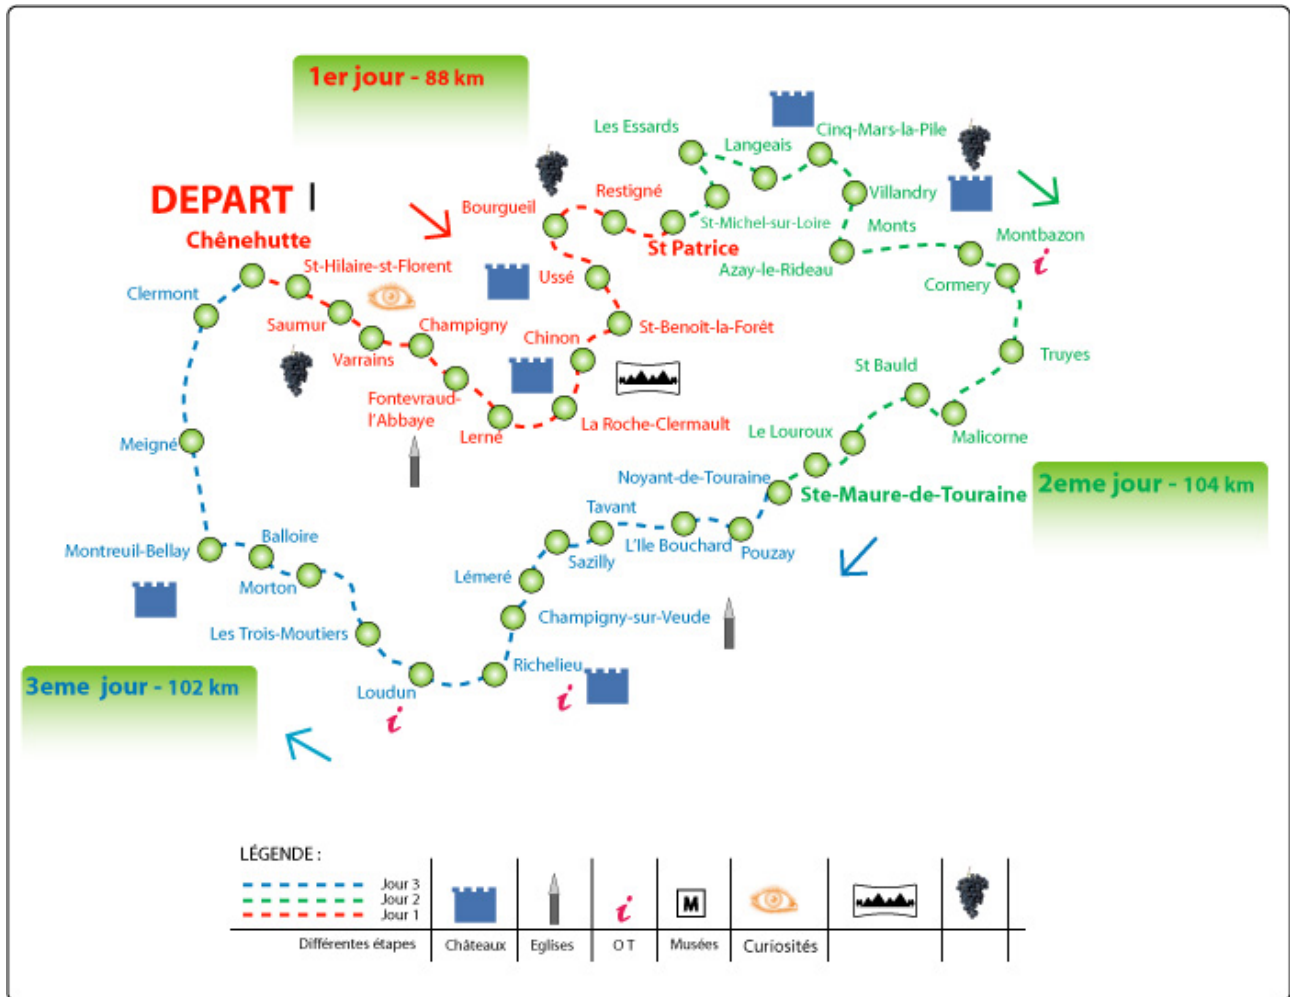 1er jour - 88 km
DEPART
Chênehutte
St-Hilaire-st-Florent
Saumur
Varrains
Champigny
Fontevraud-
l'Abbaye
Lerné
La Roche-Clermault
Chinon
St-Benoît-la-Forêt
Ussé
Bourgueil
Restigné
St Patrice
St-Michel-sur-Loire
Les Essards
Langeais
Cinq-Mars-la-Pile
Villandry
Azay-le-Rideau
Monts
Montbazon
Cormery
Truyes
Malicorne
St Bauld
Le Louroux
Ste-Maure-de-Touraine
2eme jour - 104 km
Noyant-de-Touraine
Pouzay
L'Ile Bouchard
Tavant
Sazilly
Lémeré
Champigny-sur-Veude
Richelieu
Loudun
Les Trois-Moutiers
Morton
Balloire
Montreuil-Bellay
Meigné
Clermont
3eme jour - 102 km
LÉGENDE :
Jour 3
Jour 2
Jour 1
M
Différentes étapes
Châteaux
Eglises
O T
Musées
Curiosités